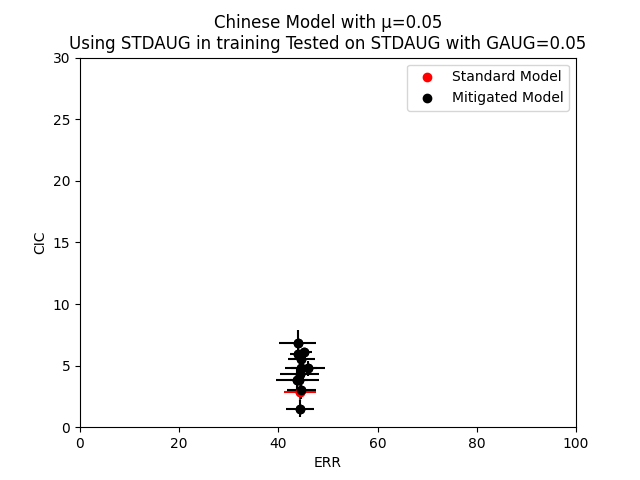 Chinese Model with μ=0.05
Using STDAUG in training Tested on STDAUG with GAUG=0.05
Standard Model
Mitigated Model
30
25
20
15
10
5
0
CIC
0 20 40 60 80 100
ERR